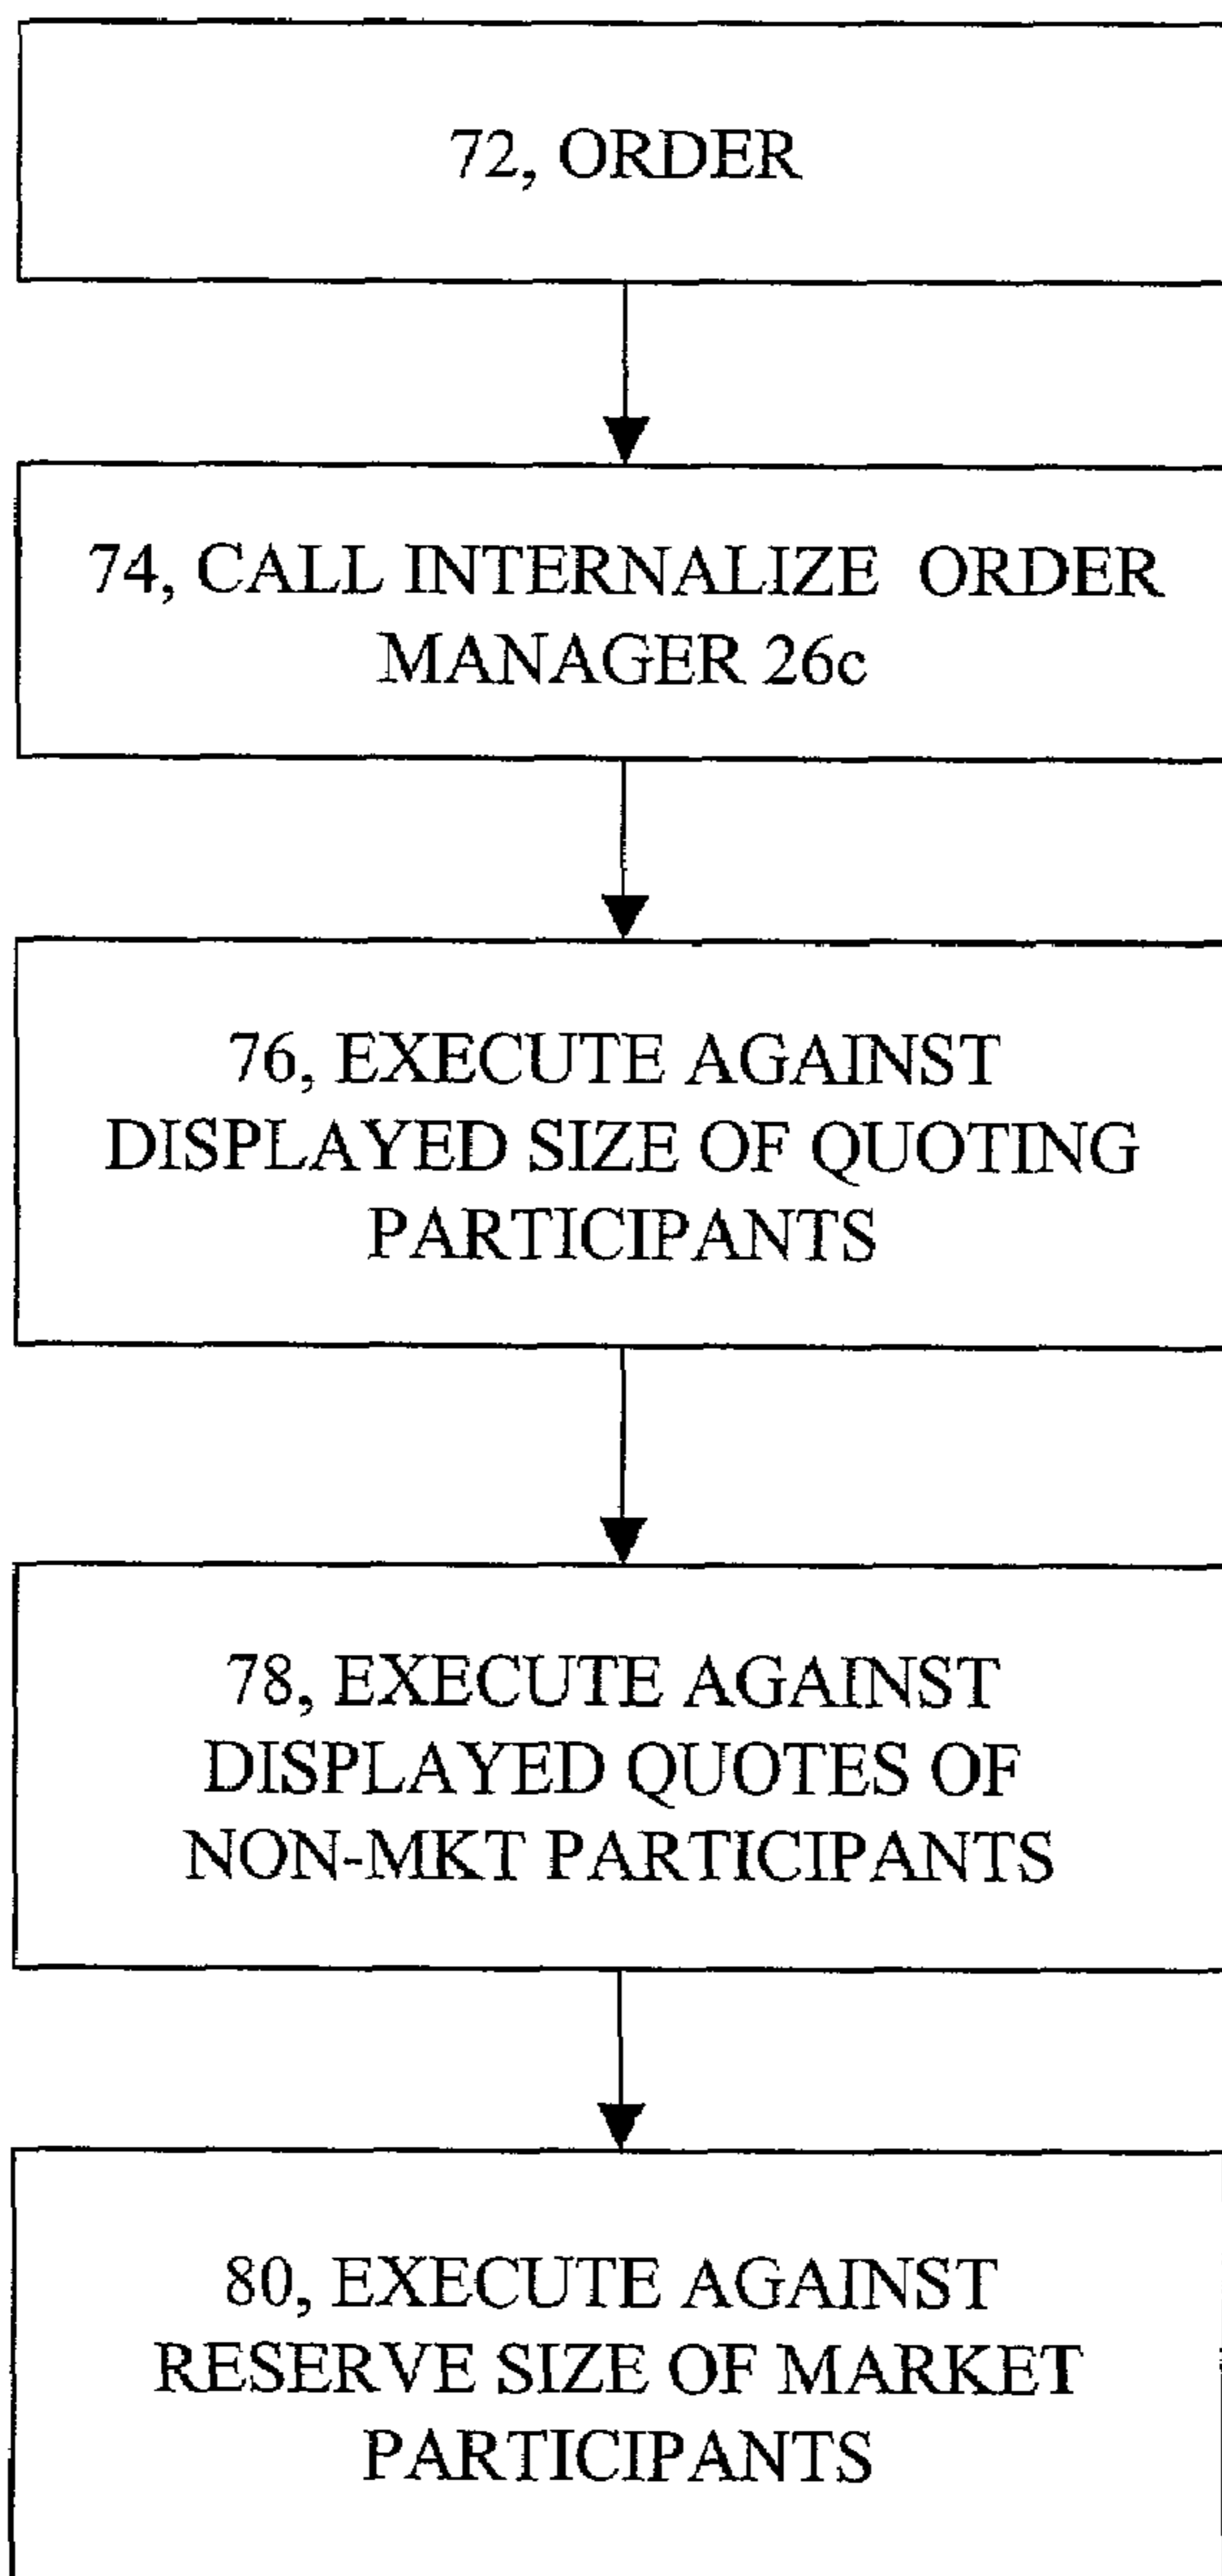 72, ORDER
74, CALL INTERNALIZE ORDER
MANAGER 26c
76, EXECUTE AGAINST
DISPLAYED SIZE OF QUOTING
PARTICIPANTS
78, EXECUTE AGAINST
DISPLAYED QUOTES OF
NON-MKT PARTICIPANTS
80, EXECUTE AGAINST
RESERVE SIZE OF MARKET
PARTICIPANTS